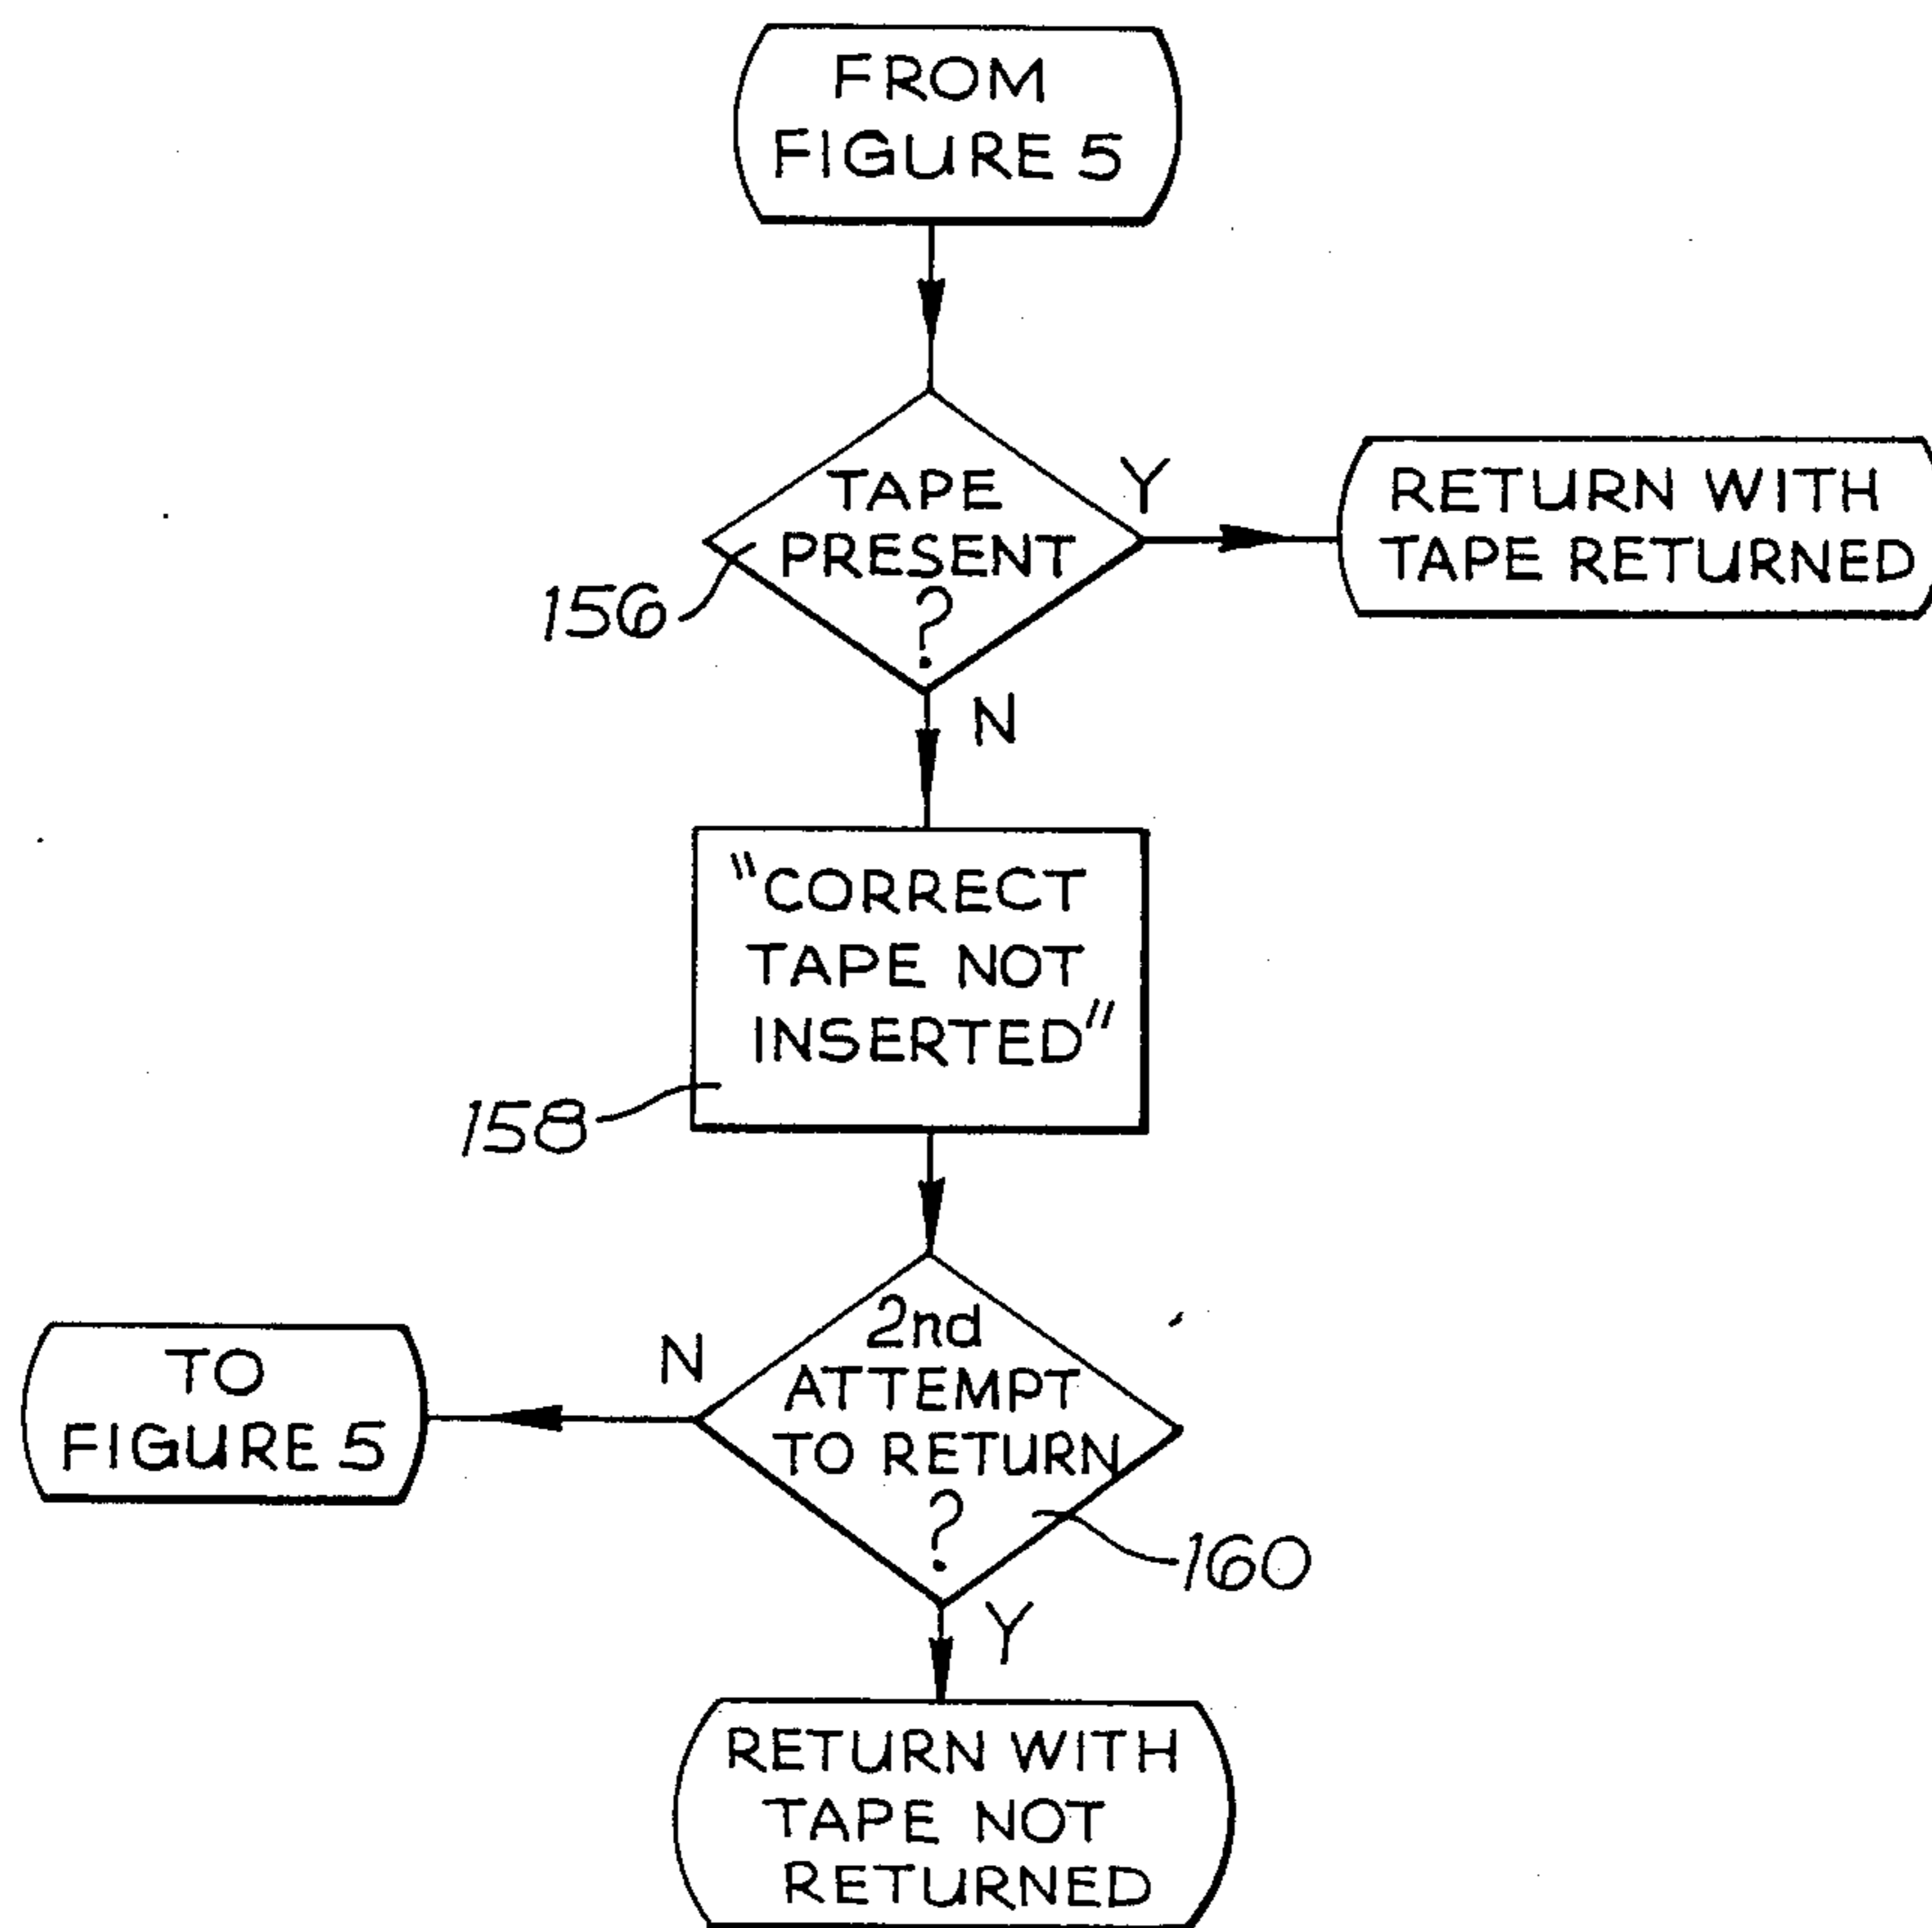 FROM
FIGURE 5
TAPE
PRESENT
?
Y
RETURN WITH
TAPE RETURNED
156
N
"CORRECT
TAPE NOT
INSERTED"
158
2nd
ATTEMPT
TO RETURN
?
N
TO
FIGURE 5
160
Y
RETURN WITH
TAPE NOT
RETURNED